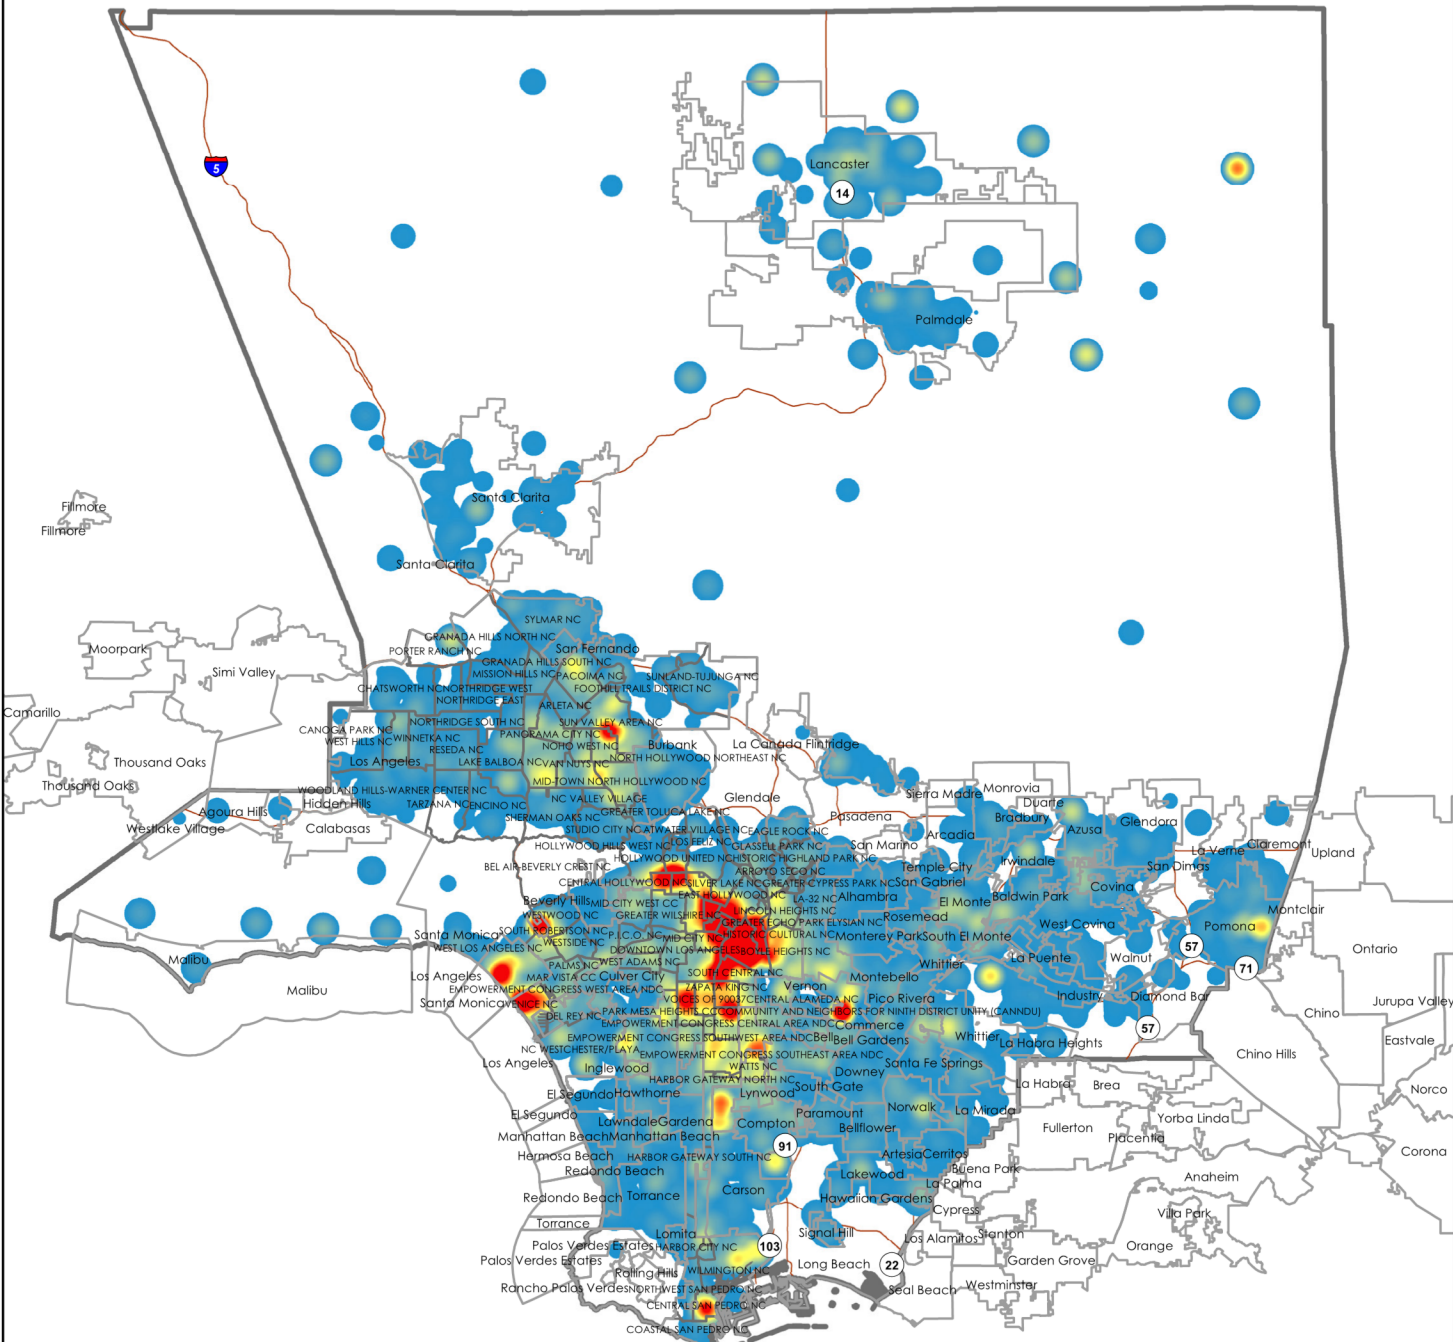 5
Lancaster
14
Palmdale
Santa Clarita
Fillmore
Fillmore
Santa Clarita
SYLMAR NC
GRANADA HILLS NORTH NC
Moorpark
PORTER RANCH NC
San Fernando
GRANADA HILLS SOUTH NC
Simi Valley
MISSION HILLS NC
PACOIMA NC
SUNLAND-TUJUNGA NC
CHATSWORTH NC
NORTHRIDGE WEST
FOOTHILL TRAILS DISTRICT NC
NORTHRIDGE EAST
ARLETA NC
Camarillo
NORTHRIDGE SOUTH NC
SUN VALLEY AREA NC
CANOGA PARK NC
PANORAMA CITY NC
WEST HILLS NC
WINNETKA NC
NOHO WEST NC
Burbank
La Canada Flintridge
RESEDA NC
NORTH HOLLYWOOD NORTHEAST NC
Thousand Oaks
Los Angeles
LAKE BALBOA NC
VAN NUYS NC
Thousand Oaks
MID-TOWN NORTH HOLLYWOOD NC
WOODLAND HILLS-WARNER CENTER NC
Monrovia
Sierra Madre
Glendale
NC VALLEY VILLAGE
Hidden Hills
TARZANA NC
ENCINO NC
Duarte
Agoura Hills
GREATER TOLUCA LAKE NC
SHERMAN OAKS NC
Pasadena
Bradbury
Glendora
Westlake Village
Calabasas
STUDIO CITY NC
ATWATER VILLAGE NC
EAGLE ROCK NC
Arcadia
Azusa
HOLLYWOOD HILLS WEST NC
LOS FELIZ NC
GLASSELL PARK NC
San Marino
La Verne
Claremont
Upland
HOLLYWOOD UNITED NC
HISTORIC HIGHLAND PARK NC
Irwindale
BEL AIR-BEVERLY CREST NC
ARROYO SECO NC
Temple City
San Dimas
CENTRAL HOLLYWOOD NC
SILVER LAKE NC
GREATER CYPRESS PARK NC
San Gabriel
Covina
EAST HOLLYWOOD NC
LA-32 NC
Alhambra
Baldwin Park
Beverly Hills
MID CITY WEST CC
El Monte
LINCOLN HEIGHTS NC
Montclair
WESTWOOD NC
GREATER WILSHIRE NC
Rosemead
GREATER ECHO PARK ELYSIAN NC
West Covina
Pomona
SOUTH ROBERTSON NC
P.I.C.O. NC
HISTORIC CULTURAL NC
Monterey Park
South El Monte
Santa Monica
WESTSIDE NC
MID CITY NC
57
Ontario
WEST LOS ANGELES NC
DOWNTOWN LOS ANGELES
BOYLE HEIGHTS NC
Malibu
WEST ADAMS NC
La Puente
Walnut
PALMS NC
Whittier
71
Los Angeles
MAR VISTA CC
Culver City
SOUTH CENTRAL NC
Montebello
Malibu
EMPOWERMENT CONGRESS WEST AREA NDC
ZAPATA KING NC
Vernon
Industry
Diamond Bar
Santa Monica
VENICE NC
VOICES OF 90037
CENTRAL ALAMEDA NC
Pico Rivera
Jurupa Valley
DEL REY NC
PARK MESA HEIGHTS CC
COMMUNITY AND NEIGHBORS FOR NINTH DISTRICT UNITY (CANNDU)
Chino
EMPOWERMENT CONGRESS CENTRAL AREA NDC
Commerce
57
EMPOWERMENT CONGRESS SOUTHWEST AREA NDC
Bell
Bell Gardens
Whittier
La Habra Heights
Eastvale
NC WESTCHESTER/PLAYA
EMPOWERMENT CONGRESS SOUTHEAST AREA NDC
Chino Hills
Los Angeles
Inglewood
WATTS NC
Downey
Santa Fe Springs
HARBOR GATEWAY NORTH NC
South Gate
La Habra
Brea
Norco
El Segundo
Hawthorne
Lynwood
El Segundo
Paramount
Norwalk
La Mirada
Yorba Linda
Lawndale
Gardena
Compton
Bellflower
Fullerton
Manhattan Beach
Manhattan Beach
Placentia
91
Hermosa Beach
HARBOR GATEWAY SOUTH NC
Artesia
Cerritos
Corona
Redondo Beach
Lakewood
Buena Park
Anaheim
La Palma
Redondo Beach
Torrance
Carson
Hawaiian Gardens
Cypress
Villa Park
Torrance
Lomita
Signal Hill
Los Alamitos
Stanton
Palos Verdes Estates
HARBOR CITY NC
103
Orange
Palos Verdes Estates
Long Beach
22
Garden Grove
Rolling Hills
WILMINGTON NC
Rancho Palos Verdes
NORTHWEST SAN PEDRO NC
Seal Beach
Westminster
CENTRAL SAN PEDRO NC
COASTAL SAN PEDRO NC